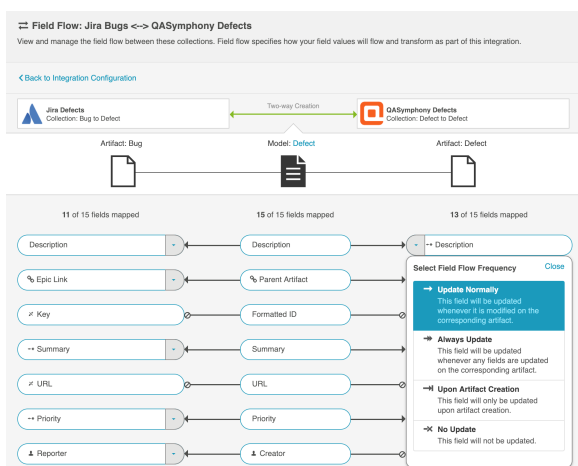 Field Flow: Jira Bugs <--> QASymphony Defects
View and manage the field flow between these collections. Field flow specifies how your field values will flow and transform as part of this integration.
Back to Integration Configuration
Jira Defects
Collection: Bug to Defect
Two-way Creation
QASymphony Defects
Collection: Defect to Defect
Artifact: Bug
Model: Defect
Artifact: Defect
11 of 15 fields mapped
15 of 15 fields mapped
13 of 15 fields mapped
Description
Description
Description
Epic Link
Parent Artifact
Key
Formatted ID
Summary
Summary
URL
URL
Priority
Priority
Reporter
Creator
Select Field Flow Frequency
Close
Update Normally
This field will be updated
whenever it is modified on the
corresponding artifact.
Always Update
This field will be updated
whenever any fields are updated
on the corresponding artifact.
Upon Artifact Creation
This field will only be updated
upon artifact creation.
No Update
This field will not be updated.